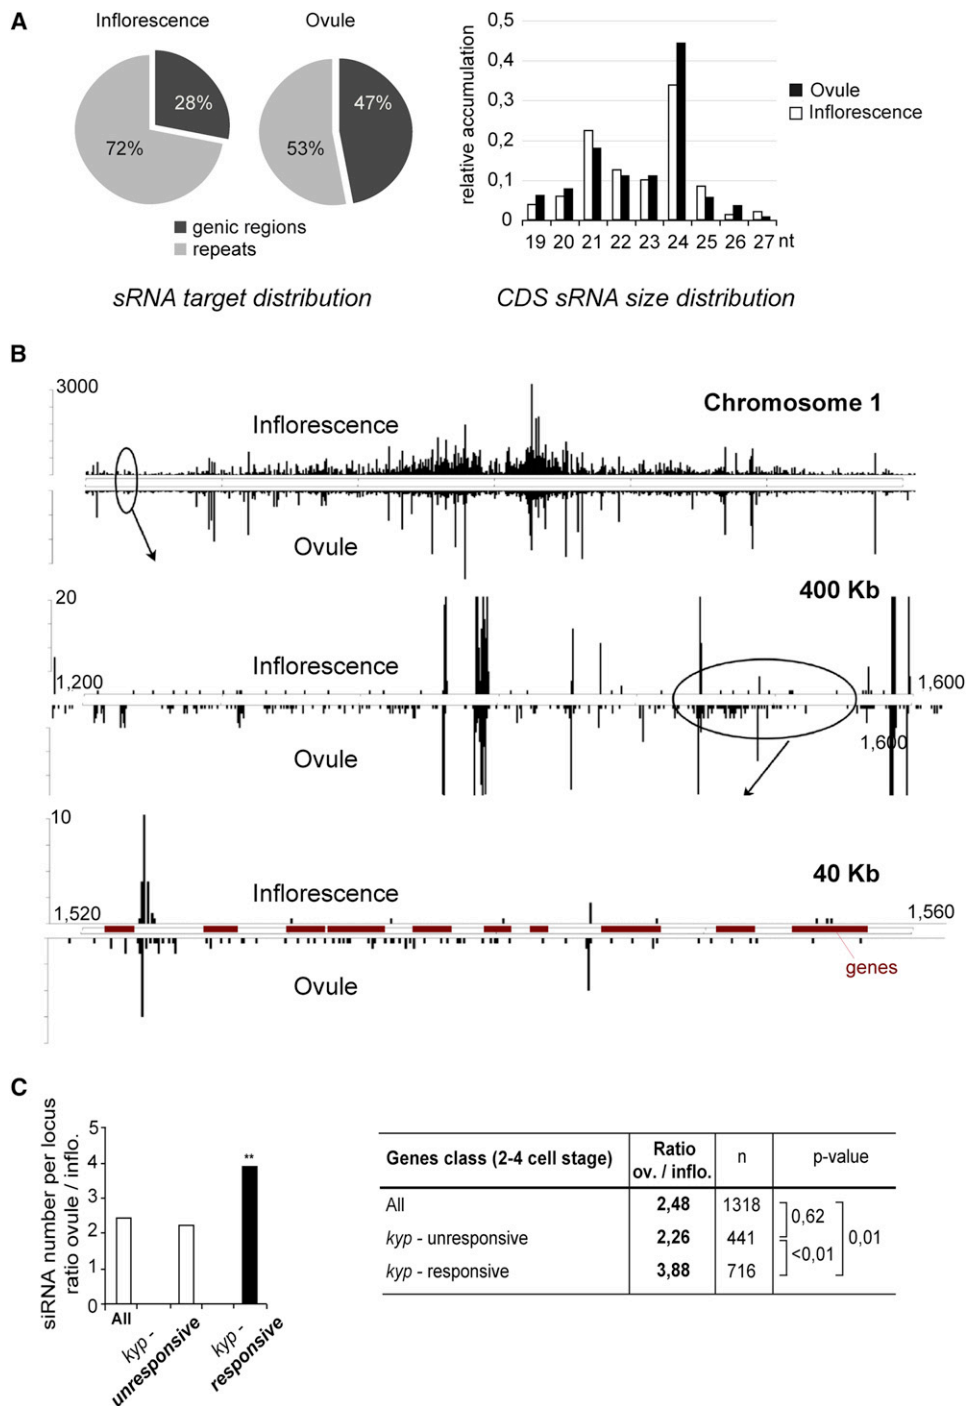 A
Inflorescence
Ovule
28%
72%
47%
53%
genic regions
repeats
sRNA target distribution
relative accumulation
0,5
0,4
0,3
0,2
0,1
0
19 20 21 22 23 24 25 26 27 nt
Ovule
Inflorescence
CDS sRNA size distribution
B
3000
Chromosome 1
Inflorescence
Ovule
20
400 Kb
Inflorescence
1,200
1,600
Ovule
1,600
10
40 Kb
Inflorescence
1,520
1,560
genes
Ovule
C
siRNA number per locus
ratio ovule / inflo.
5
4
3
2
1
0
**
All
kyp -
unresponsive
kyp -
responsive
Genes class (2-4 cell stage) Ratio ov. / inflo. n p-value
All 2,48 1318
0,62
kyp - unresponsive 2,26 441
0,01
<0,01
kyp - responsive 3,88 716